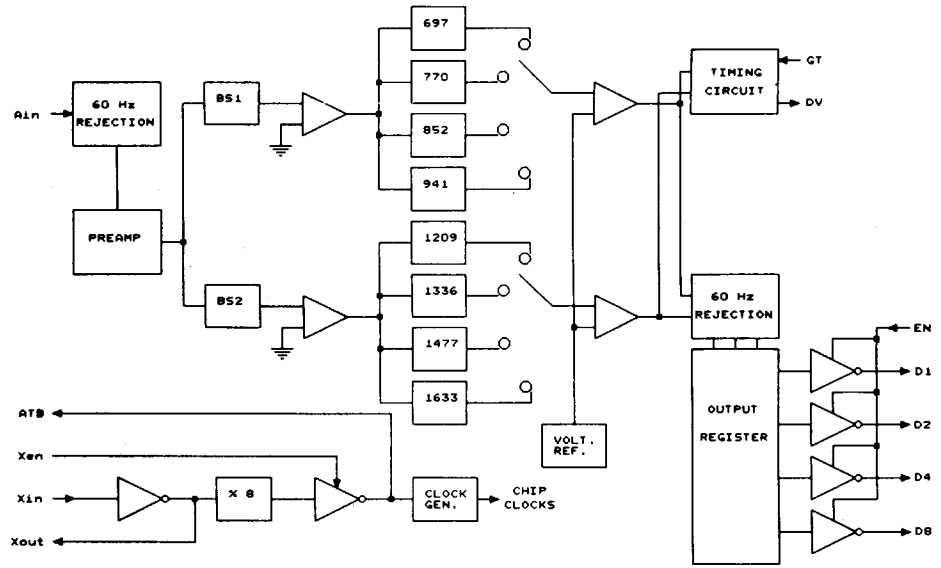 697
770
852
941
TIMING
CIRCUIT
GT
DV
Ain
60 Hz
REJECTION
BS1
PREAMP
BS2
1209
1336
1477
1633
60 Hz
REJECTION
EN
OUTPUT
REGISTER
D1
D2
D4
D8
VOLT.
REF.
ATB
Xen
Xin
X 8
CLOCK
GEN.
CHIP
CLOCKS
Xout